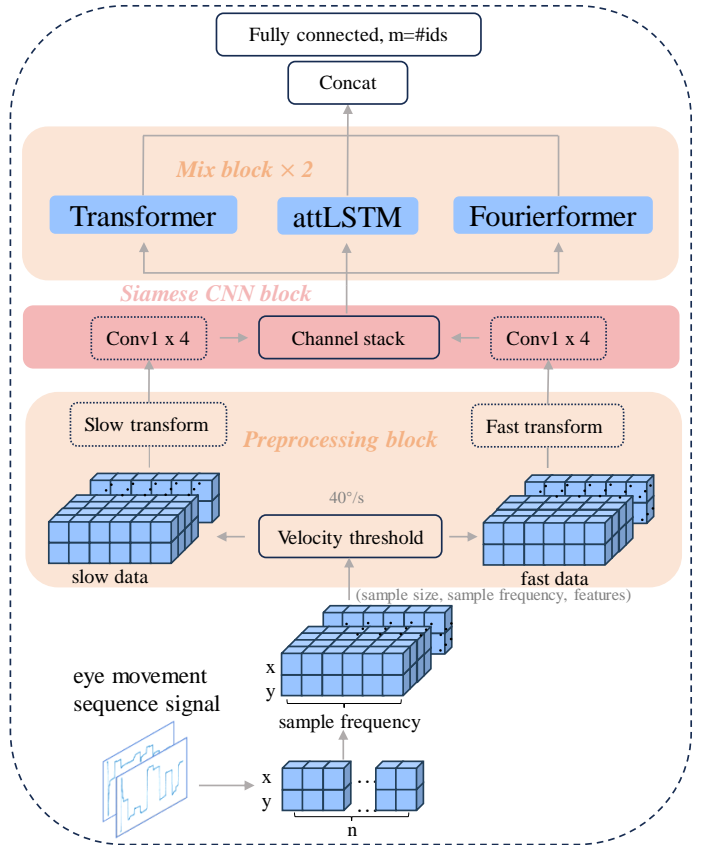 Fully connected, m=#ids
Concat
Mix block × 2
Transformer
attLSTM
Fourierformer
Siamese CNN block
Conv1 x 4
Channel stack
Conv1 x 4
Slow transform
Fast transform
Preprocessing block
40°/s
Velocity threshold
slow data
fast data
(sample size, sample frequency, features)
x
y
eye movement
sequence signal
sample frequency
x
y
...
...
n